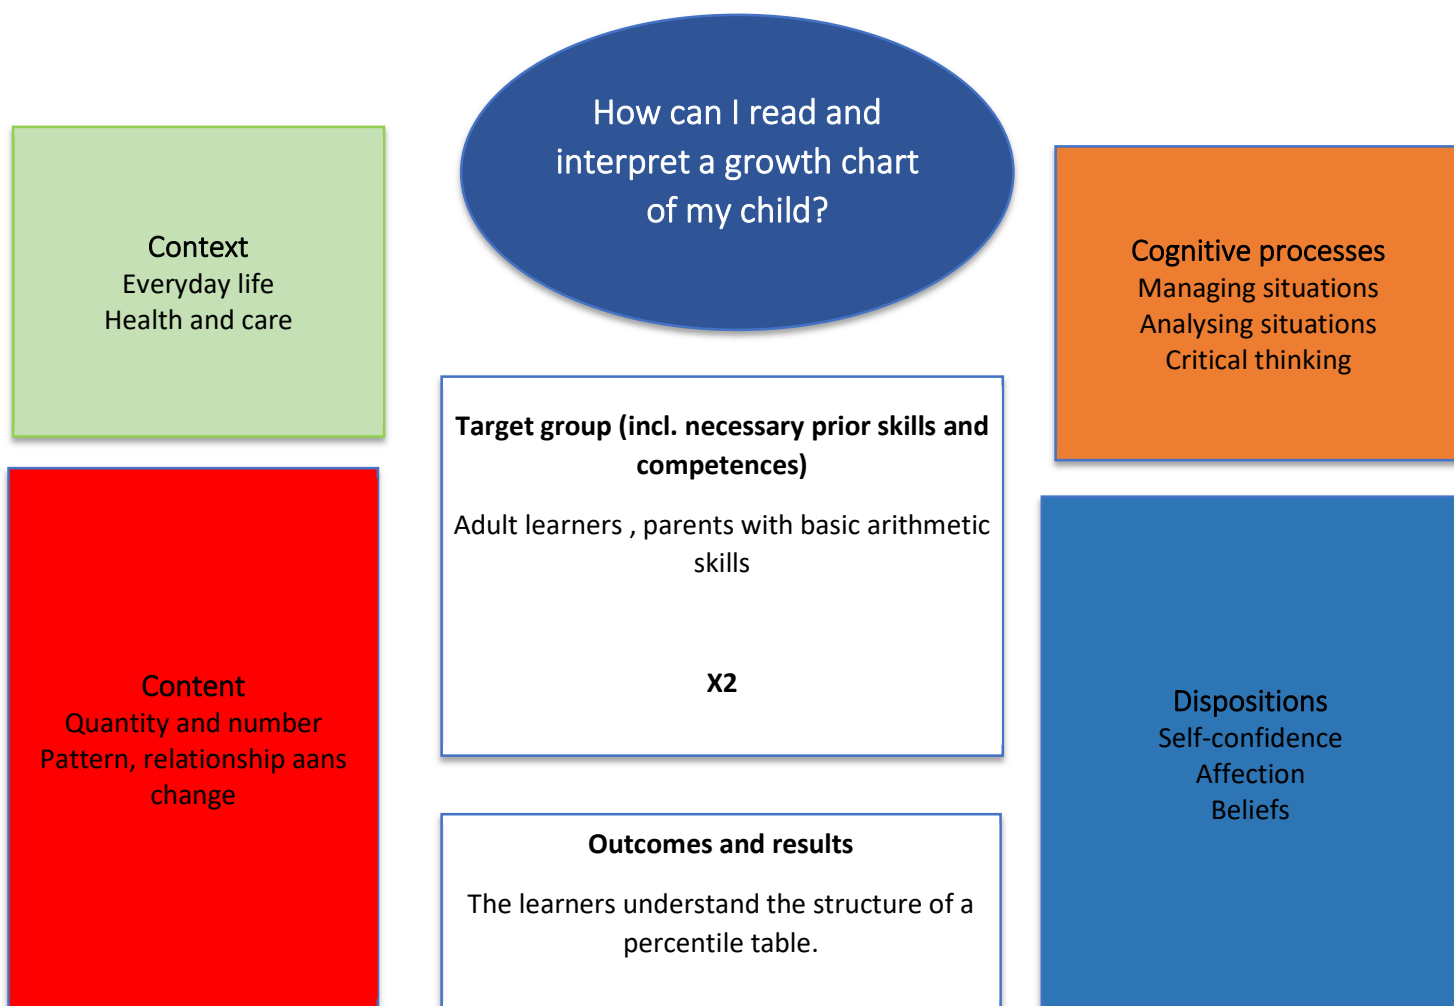 How can I read and
interpret a growth chart
of my child?
Context
Everyday life
Health and care
Cognitive processes
Managing situations
Analysing situations
Critical thinking
Target group (incl. necessary prior skills and
competences)
Adult learners , parents with basic arithmetic
skills
X2
Content
Quantity and number
Pattern, relationship aans
change
Dispositions
Self-confidence
Affection
Beliefs
Outcomes and results
The learners understand the structure of a
percentile table.